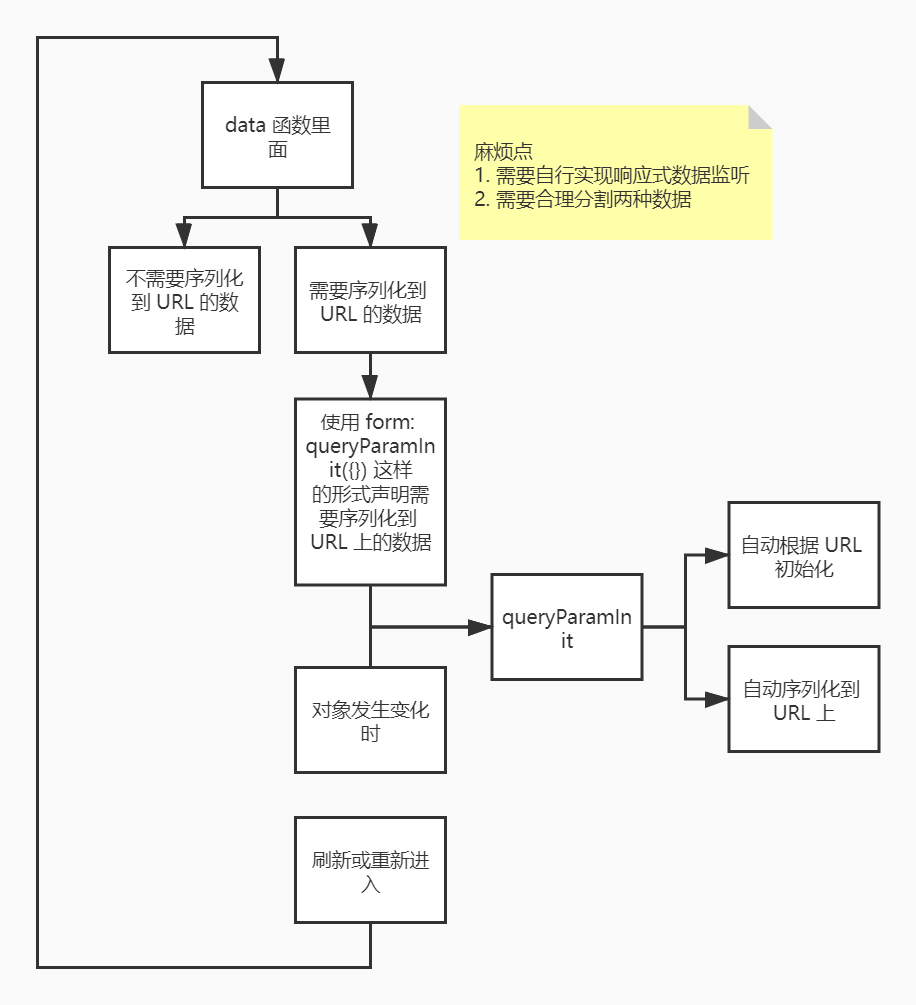 data 函数里
面
麻烦点
1. 需要自行实现响应式数据监听
2. 需要合理分割两种数据
不需要序列化
到 URL 的数
据
需要序列化到
URL 的数据
使用 form:
queryParamIn
it({}) 这样
的形式声明需
要序列化到
URL 上的数据
queryParamIn
it
自动根据 URL
初始化
自动序列化到
URL 上
对象发生变化
时
刷新或重新进
入